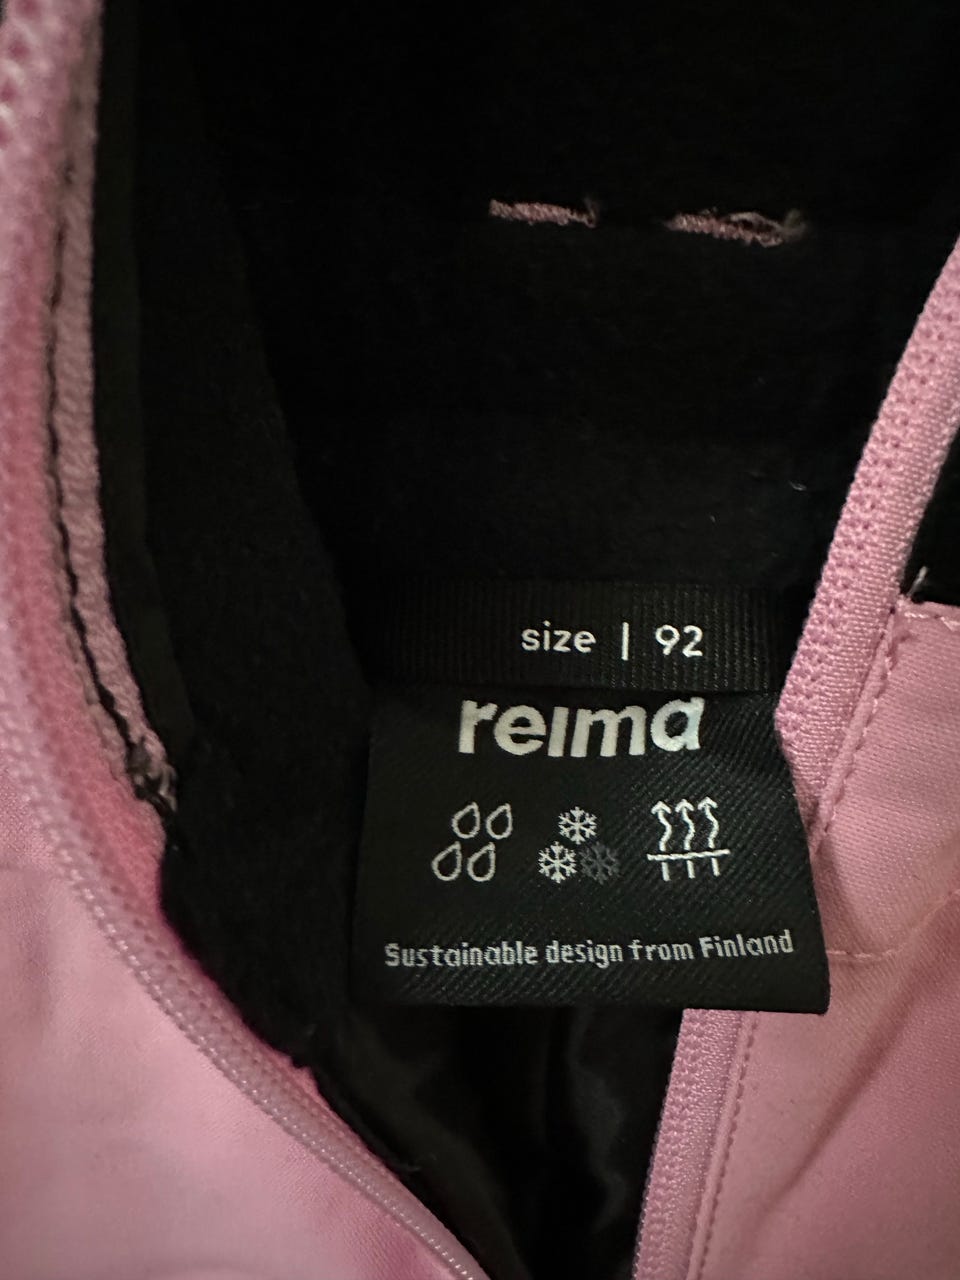 size | 92
reima
Sustainable design from Finland